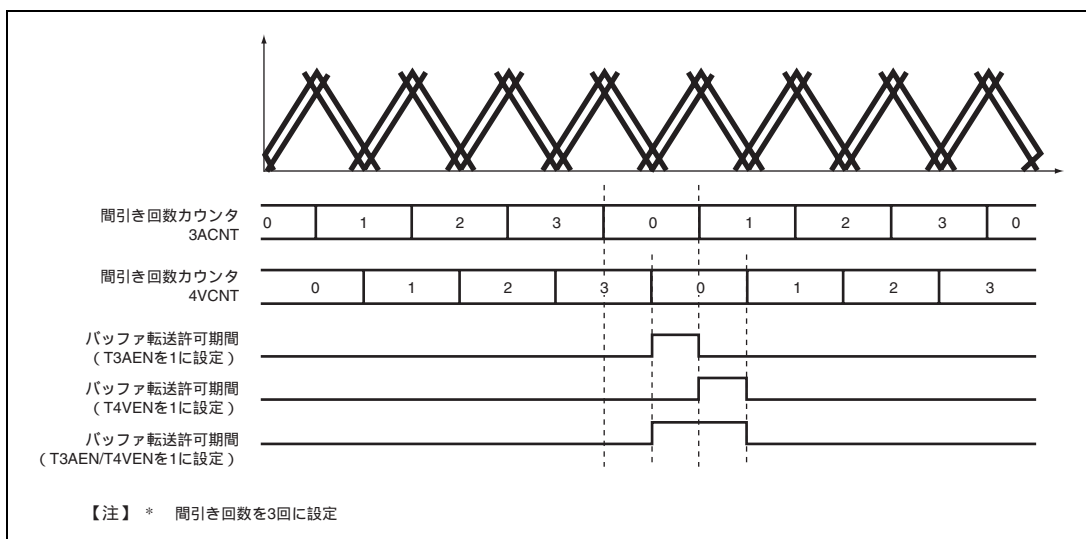 間引き回数カウンタ
3ACNT
0 1 2 3 0 1 2 3 0
間引き回数カウンタ
4VCNT
0 1 2 3 0 1 2 3
バッファ転送許可期間
(T3AENを1に設定)
バッファ転送許可期間
(T4VENを1に設定)
バッファ転送許可期間
(T3AEN/T4VENを1に設定)
【注】 * 間引き回数を3回に設定